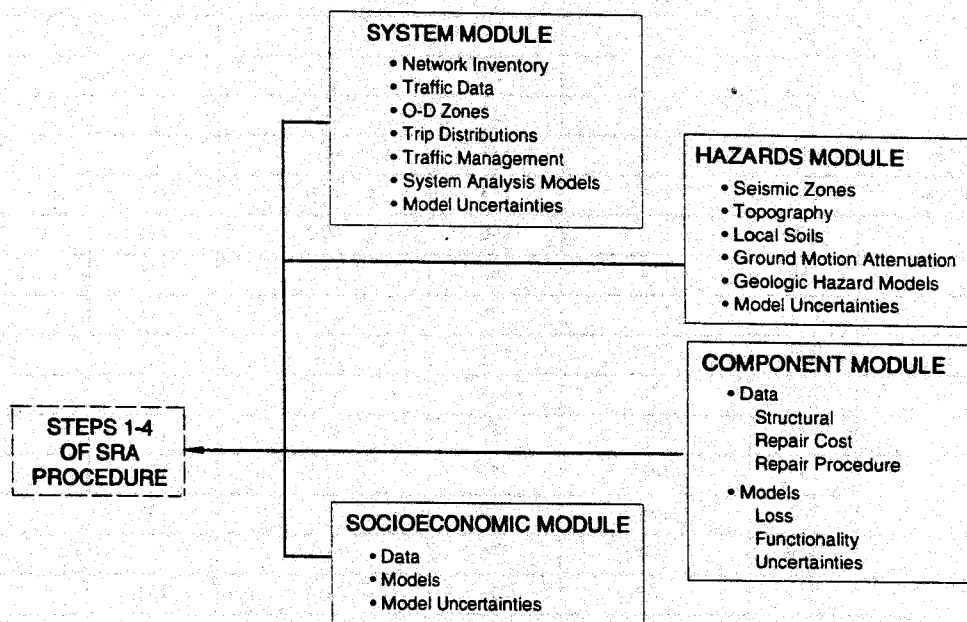 SYSTEM MODULE
• Network Inventory
• Traffic Data
• O-D Zones
• Trip Distributions
• Traffic Management
• System Analysis Models
• Model Uncertainties
HAZARDS MODULE
• Seismic Zones
• Topography
• Local Soils
• Ground Motion Attenuation
• Geologic Hazard Models
• Model Uncertainties
COMPONENT MODULE
• Data
Structural
Repair Cost
Repair Procedure
• Models
Loss
Functionality
Uncertainties
STEPS 1-4
OF SRA
PROCEDURE
SOCIOECONOMIC MODULE
• Data
• Models
• Model Uncertainties